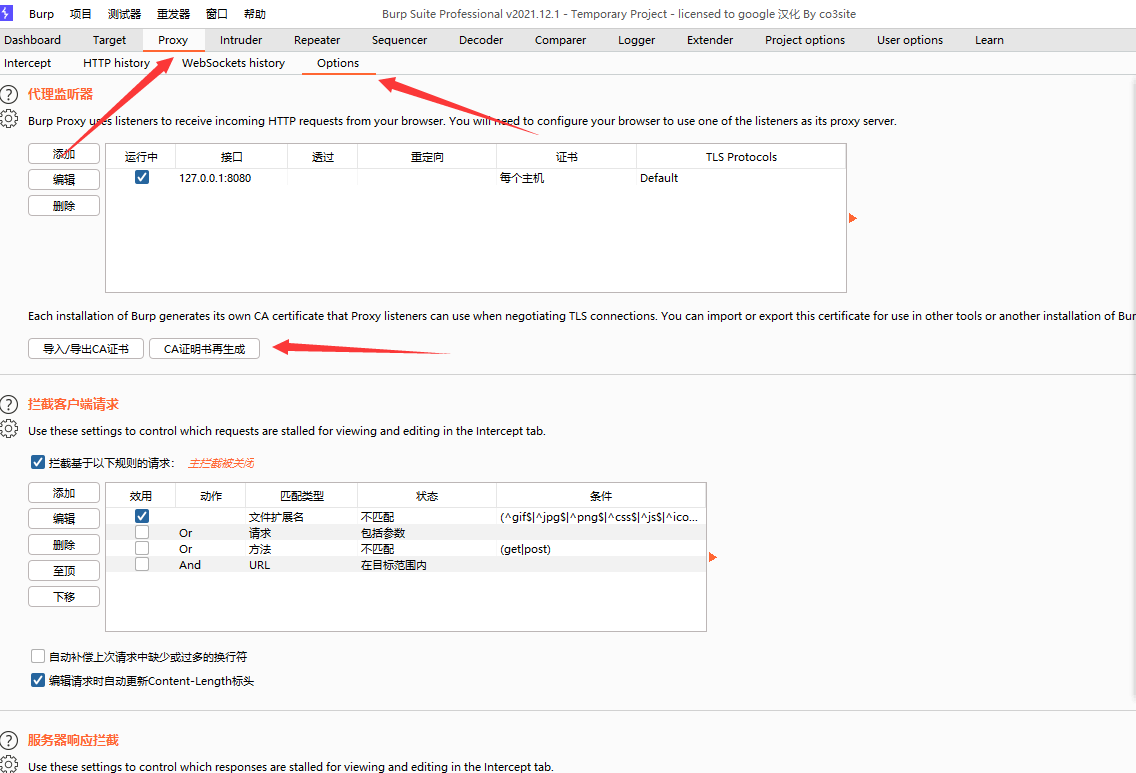 Burp 项目 测试器 重发器 窗口 帮助 Burp Suite Professional v2021.12.1 - Temporary Project - licensed to google 汉化 By co3site
Dashboard Target Proxy Intruder Repeater Sequencer Decoder Comparer Logger Extender Project options User options Learn
Intercept HTTP history WebSockets history Options
? 代理监听器
Burp Proxy uses listeners to receive incoming HTTP requests from your browser. You will need to configure your browser to use one of the listeners as its proxy server.
添加 运行中 接口 透过 重定向 证书 TLS Protocols
编辑 127.0.0.1:8080 每个主机 Default
删除
Each installation of Burp generates its own CA certificate that Proxy listeners can use when negotiating TLS connections. You can import or export this certificate for use in other tools or another installation of Bur
导入/导出CA证书 CA证明书再生成
? 拦截客户端请求
Use these settings to control which requests are stalled for viewing and editing in the Intercept tab.
拦截基于以下规则的请求: 主拦截被关闭
添加 效用 动作 匹配类型 状态 条件
编辑 文件扩展名 不匹配 (^gif$|^jpg$|^png$|^css$|^js$|^ico...
Or 请求 包括参数
删除 Or 方法 不匹配 (get|post)
至顶 And URL 在目标范围内
下移
自动补偿上次请求中缺少或过多的换行符
编辑请求时自动更新Content-Length标头
? 服务器响应拦截
Use these settings to control which responses are stalled for viewing and editing in the Intercept tab.